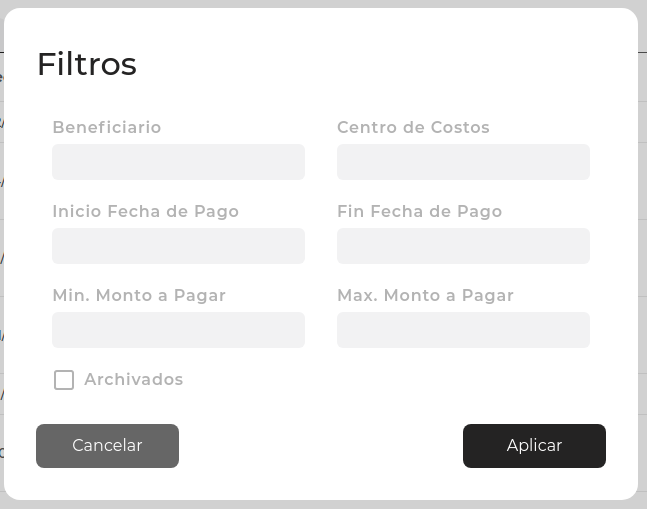 Filtros
Beneficiario
Centro de Costos
Inicio Fecha de Pago
Fin Fecha de Pago
Min. Monto a Pagar
Max. Monto a Pagar
Archivados
Cancelar
Aplicar